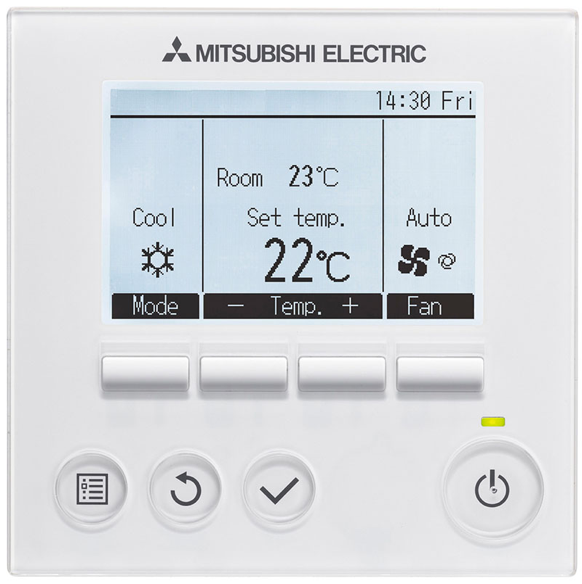 MITSUBISHI ELECTRIC
14:30 Fri
Room 23°C
Cool Set temp. Auto
22°C
Mode − Temp. + Fan